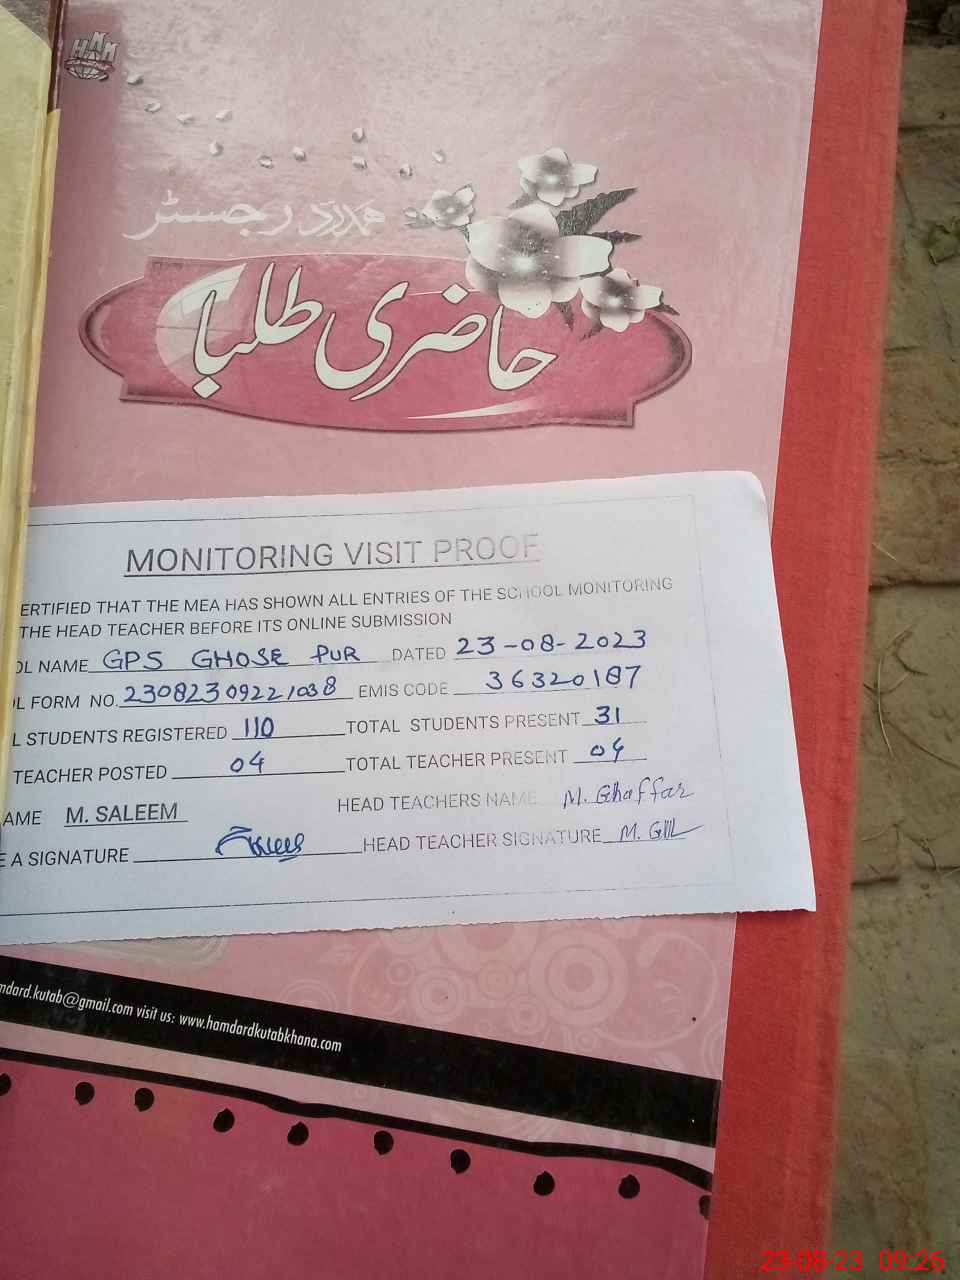 HAMM
ہمدرد رجسٹر
حاضری طلبا
MONITORING VISIT PROOF
ERTIFIED THAT THE MEA HAS SHOWN ALL ENTRIES OF THE SCHOOL MONITORING
THE HEAD TEACHER BEFORE ITS ONLINE SUBMISSION
OL NAME GPS GHOSE PUR DATED 23-08-2023
L FORM NO. 23082309221038 EMIS CODE 36320187
L STUDENTS REGISTERED 110 TOTAL STUDENTS PRESENT 31
TEACHER POSTED 04 TOTAL TEACHER PRESENT 04
AME M. SALEEM HEAD TEACHERS NAME M. Ghaffar
E A SIGNATURE HEAD TEACHER SIGNATURE
mdard.kutab@gmail.com visit us: www.hamdardkutabkhana.com
23-08-23 09:26